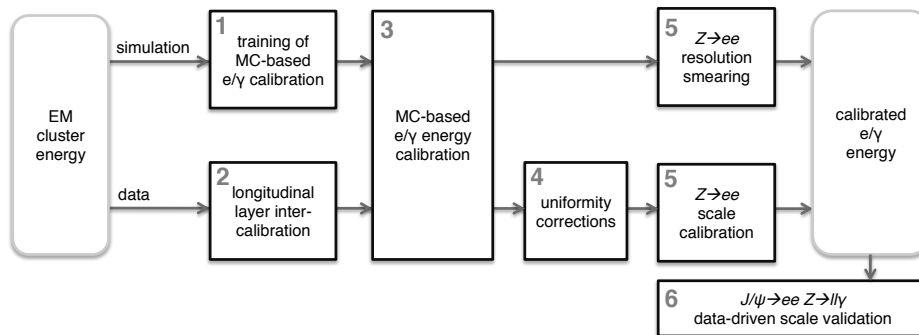 EM
cluster
energy
simulation
data
1
training of
MC-based
e/γ calibration
2
longitudinal
layer inter-
calibration
3
MC-based
e/γ energy
calibration
4
uniformity
corrections
5
Z→ee
resolution
smearing
5
Z→ee
scale
calibration
calibrated
e/γ
energy
6
J/ψ→ee Z→llγ
data-driven scale validation